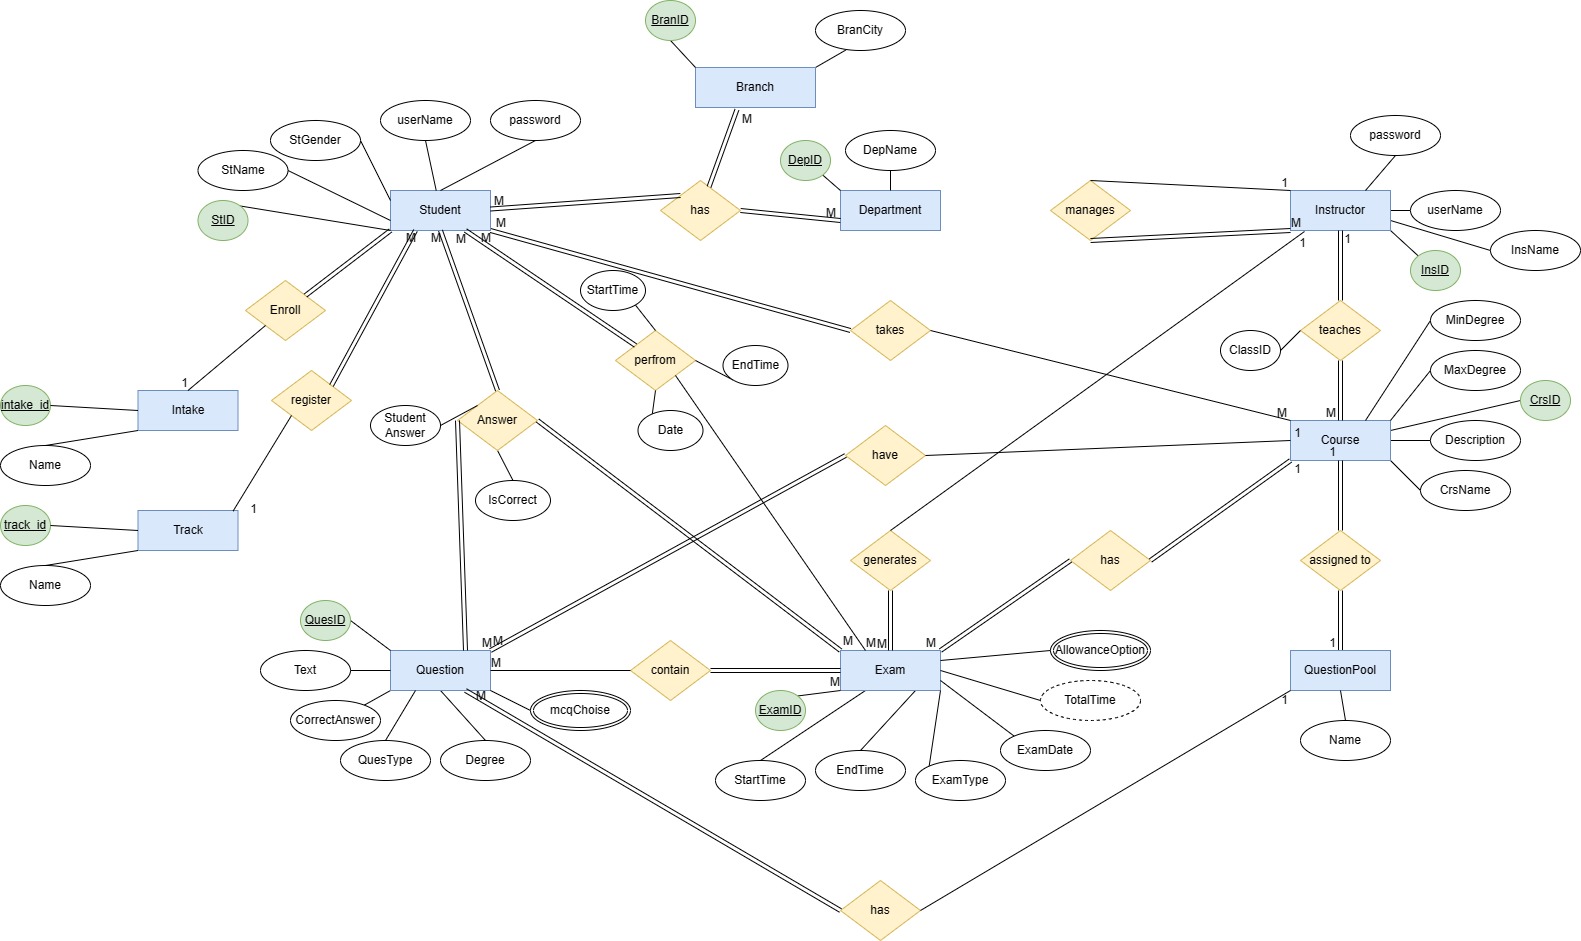 BranID
BranCity
Branch
M
userName
password
StGender
StName
StID
Student
M
has
DepID
DepName
M
Department
M
manages
1
M
1
password
Instructor
userName
InsName
InsID
1
M
M
M
M
Enroll
StartTime
perfrom
EndTime
Date
takes
M
ClassID
teaches
M
MinDegree
MaxDegree
CrsID
Description
CrsName
1
Course
1
1
intake_id
1
Intake
Name
register
Student
Answer
Answer
IsCorrect
have
track_id
1
Track
Name
generates
has
assigned to
QuesID
Text
CorrectAnswer
QuesType
Degree
mcqChoise
Question
MM
M
M
contain
M
MM
M
M
Exam
ExamID
AllowanceOption
TotalTime
ExamDate
ExamType
EndTime
StartTime
1
QuestionPool
1
Name
has